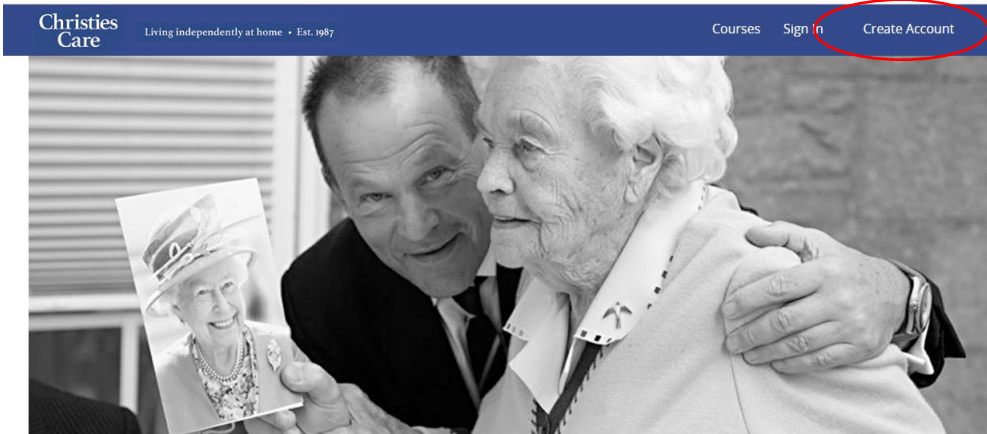 Christies
Care
Living independently at home • Est. 1987
Courses
Sign In
Create Account